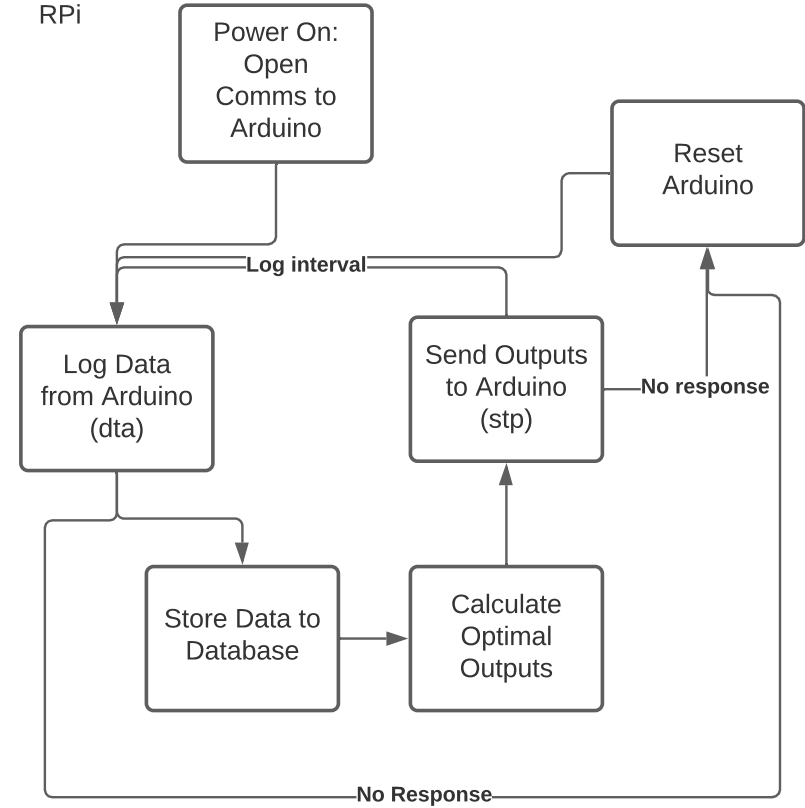 RPi
Power On:
Open
Comms to
Arduino
Reset
Arduino
Log interval
Log Data
from Arduino
(dta)
Send Outputs
to Arduino
(stp)
No response
Store Data to
Database
Calculate
Optimal
Outputs
No Response